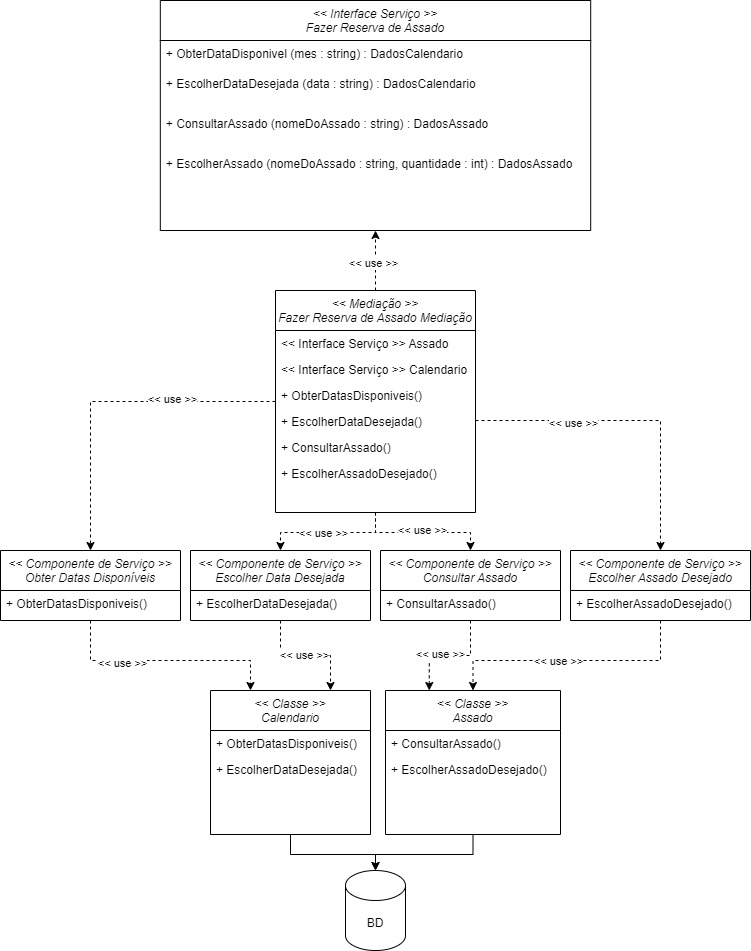 << Interface Serviço >>
Fazer Reserva de Assado
+ ObterDataDisponivel (mes : string) : DadosCalendario
+ EscolherDataDesejada (data : string) : DadosCalendario
+ ConsultarAssado (nomeDoAssado : string) : DadosAssado
+ EscolherAssado (nomeDoAssado : string, quantidade : int) : DadosAssado
<< use >>
<< Mediação >>
Fazer Reserva de Assado Mediação
<< Interface Serviço >> Assado
<< Interface Serviço >> Calendario
+ ObterDatasDisponiveis()
+ EscolherDataDesejada()
+ ConsultarAssado()
+ EscolherAssadoDesejado()
<< use >>
<< use >>
<< use >>
<< use >>
<< Componente de Serviço >>
Obter Datas Disponíveis
+ ObterDatasDisponiveis()
<< Componente de Serviço >>
Escolher Data Desejada
+ EscolherDataDesejada()
<< Componente de Serviço >>
Consultar Assado
+ ConsultarAssado()
<< Componente de Serviço >>
Escolher Assado Desejado
+ EscolherAssadoDesejado()
<< use >>
<< use >>
<< use >>
<< use >>
<< Classe >>
Calendario
+ ObterDatasDisponiveis()
+ EscolherDataDesejada()
<< Classe >>
Assado
+ ConsultarAssado()
+ EscolherAssadoDesejado()
BD